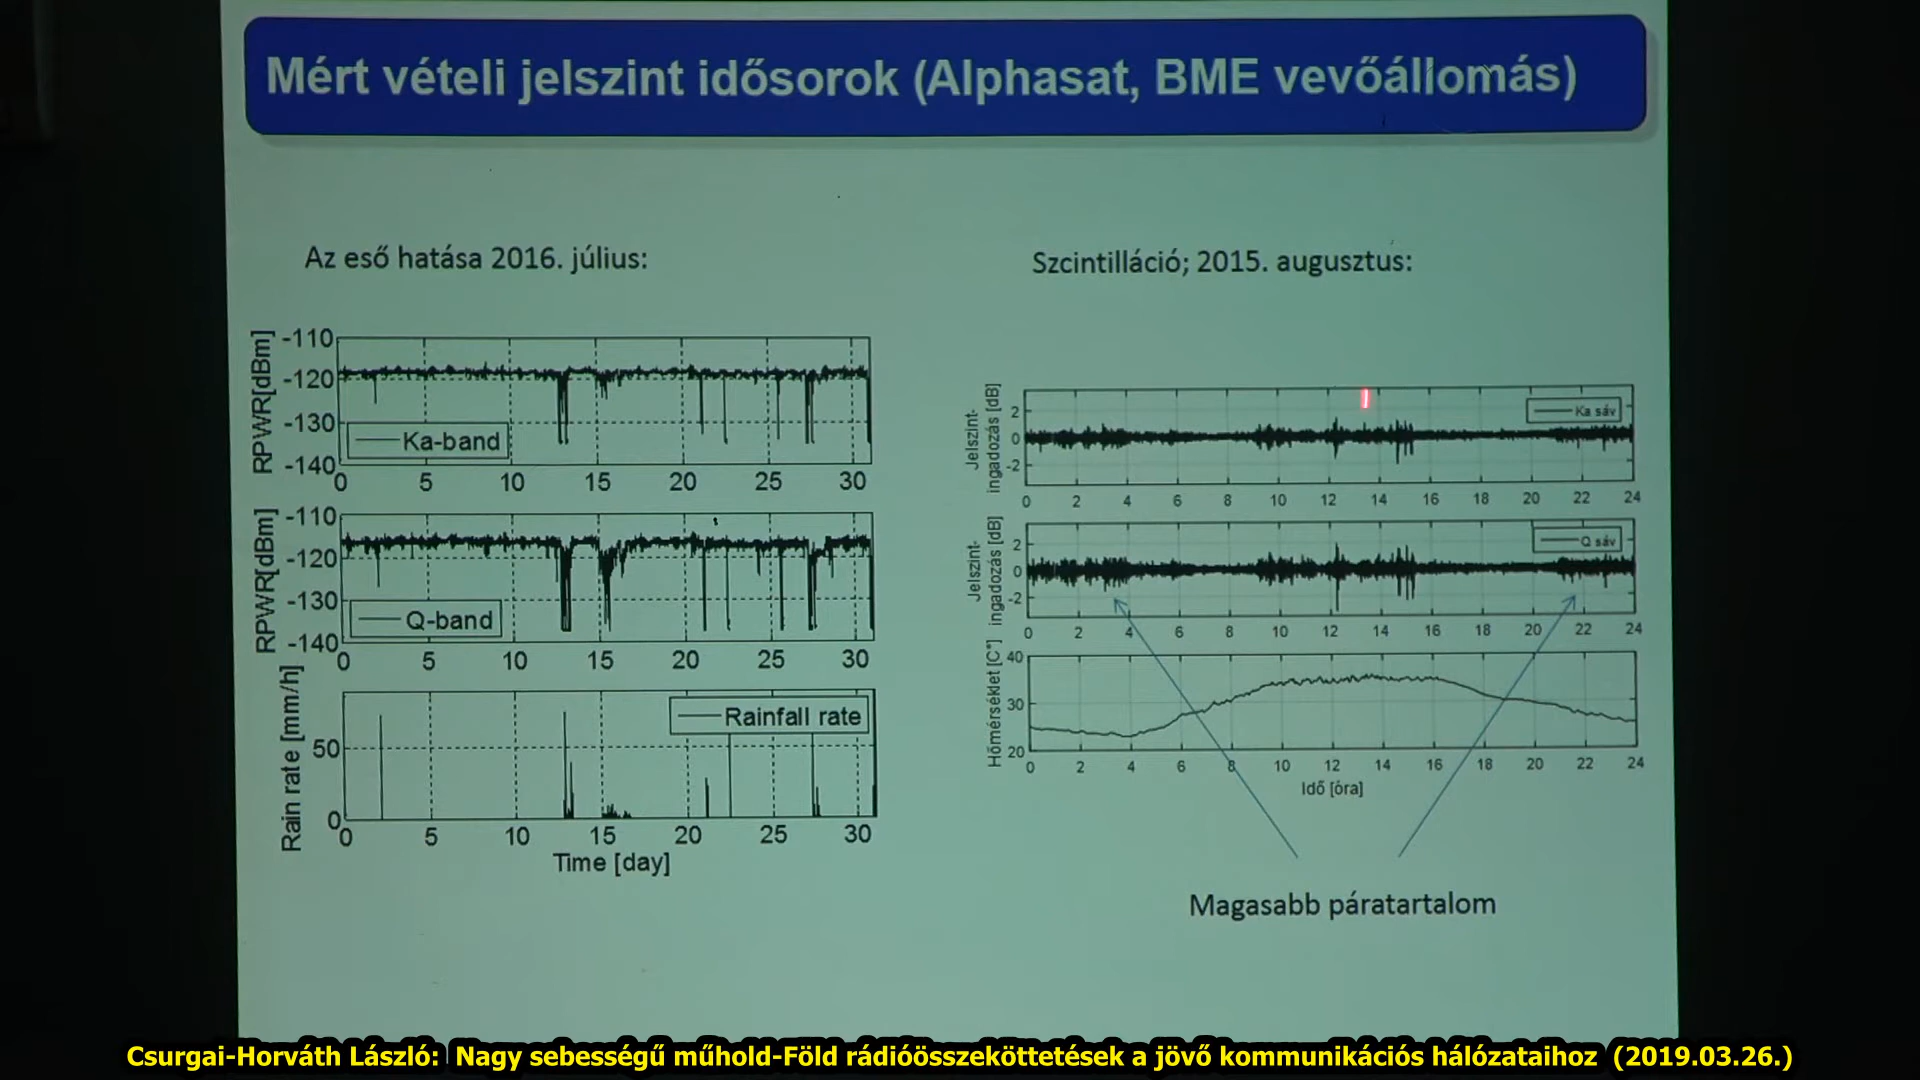 Mért vételi jelszint idősorok (Alphasat, BME vevőállomás)
Az eső hatása 2016. július:
RPWR[dBm]
-110
-120
-130
-140
Ka-band
0 5 10 15 20 25 30
RPWR[dBm]
-110
-120
-130
-140
Q-band
0 5 10 15 20 25 30
Rain rate [mm/h]
50
0
Rainfall rate
0 5 10 15 20 25 30
Time [day]
Szcintilláció; 2015. augusztus:
Jelszint-
ingadozás [dB]
2
0
-2
Ka sáv
0 2 4 6 8 10 12 14 16 18 20 22 24
Jelszint-
ingadozás [dB]
2
0
-2
Q sáv
0 2 4 6 8 10 12 14 16 18 20 22 24
Hőmérséklet [C°]
40
30
20
0 2 4 6 8 10 12 14 16 18 20 22 24
Idő [óra]
Magasabb páratartalom
Csurgai-Horváth László: Nagy sebességű műhold-Föld rádióösszeköttetések a jövő kommunikációs hálózataihoz (2019.03.26.)